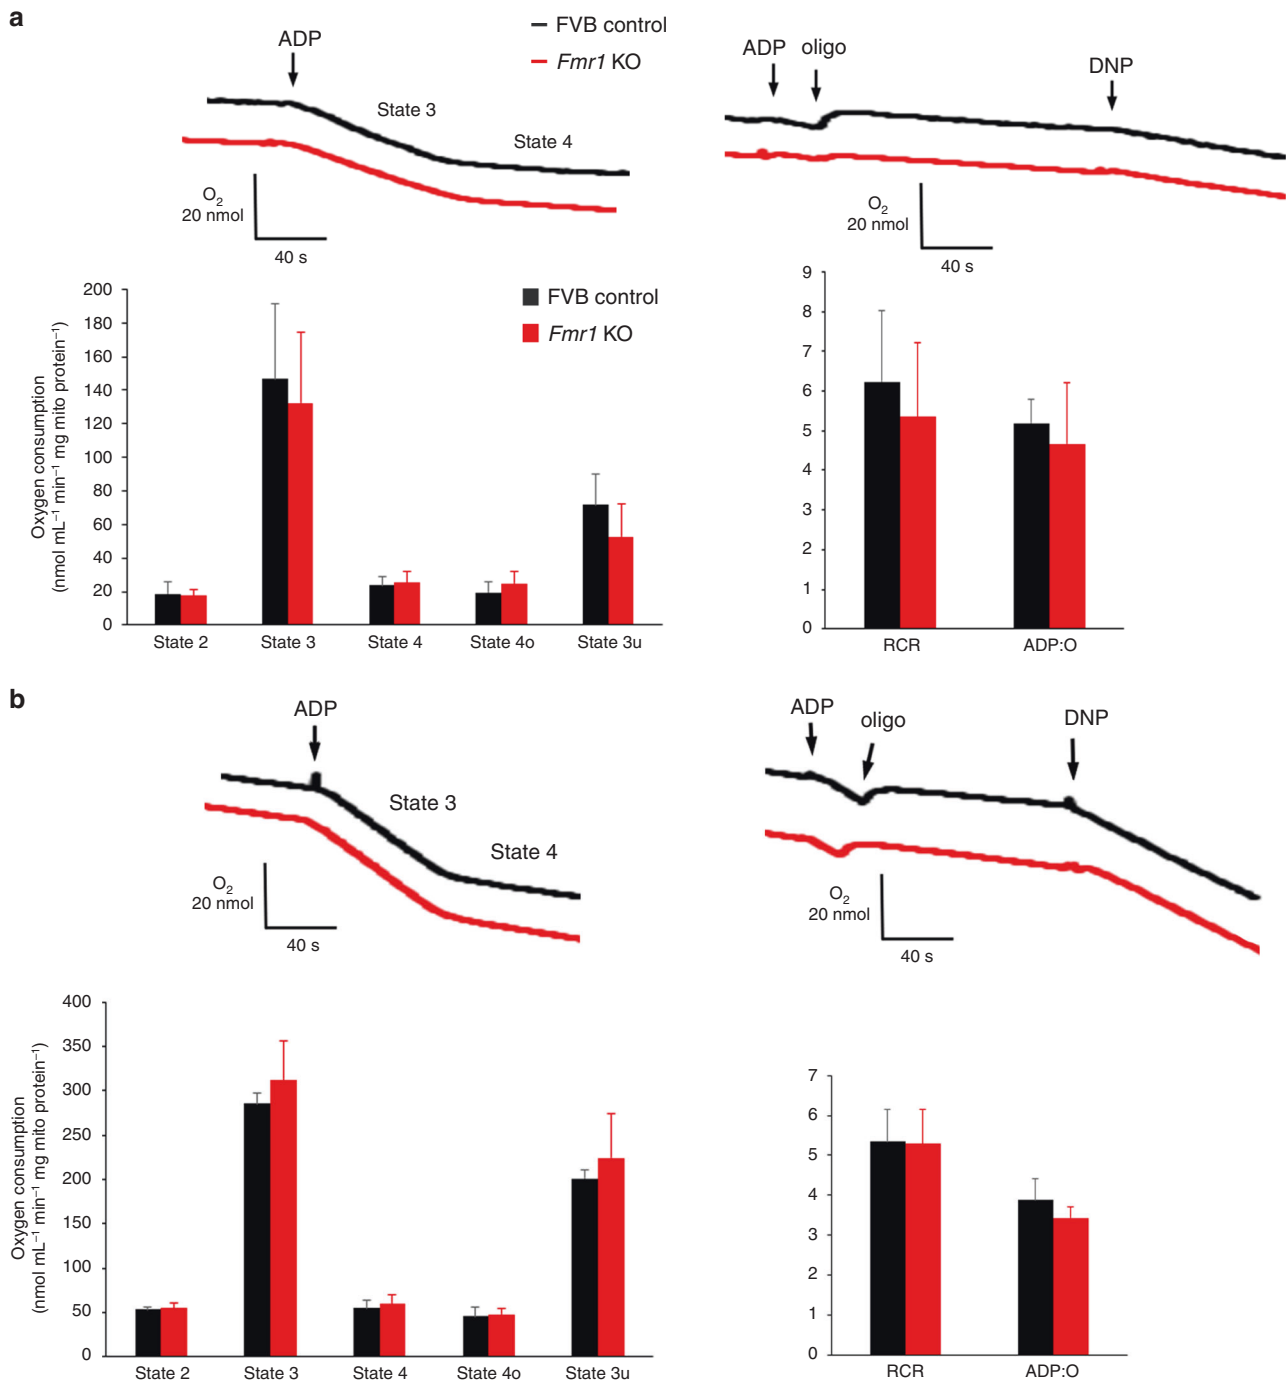 a
FVB control
Fmr1 KO
ADP
State 3
State 4
O₂
20 nmol
40 s
ADP oligo
DNP
O₂
20 nmol
40 s
Oxygen consumption
(nmol mL⁻¹ min⁻¹ mg mito protein⁻¹)
200
180
160
140
120
100
80
60
40
20
0
FVB control
Fmr1 KO
State 2 State 3 State 4 State 4o State 3u
9
8
7
6
5
4
3
2
1
0
RCR ADP:O
b
ADP
State 3
State 4
O₂
20 nmol
40 s
ADP
oligo
DNP
O₂
20 nmol
40 s
Oxygen consumption
(nmol mL⁻¹ min⁻¹ mg mito protein⁻¹)
400
350
300
250
200
150
100
50
0
State 2 State 3 State 4 State 4o State 3u
7
6
5
4
3
2
1
0
RCR ADP:O